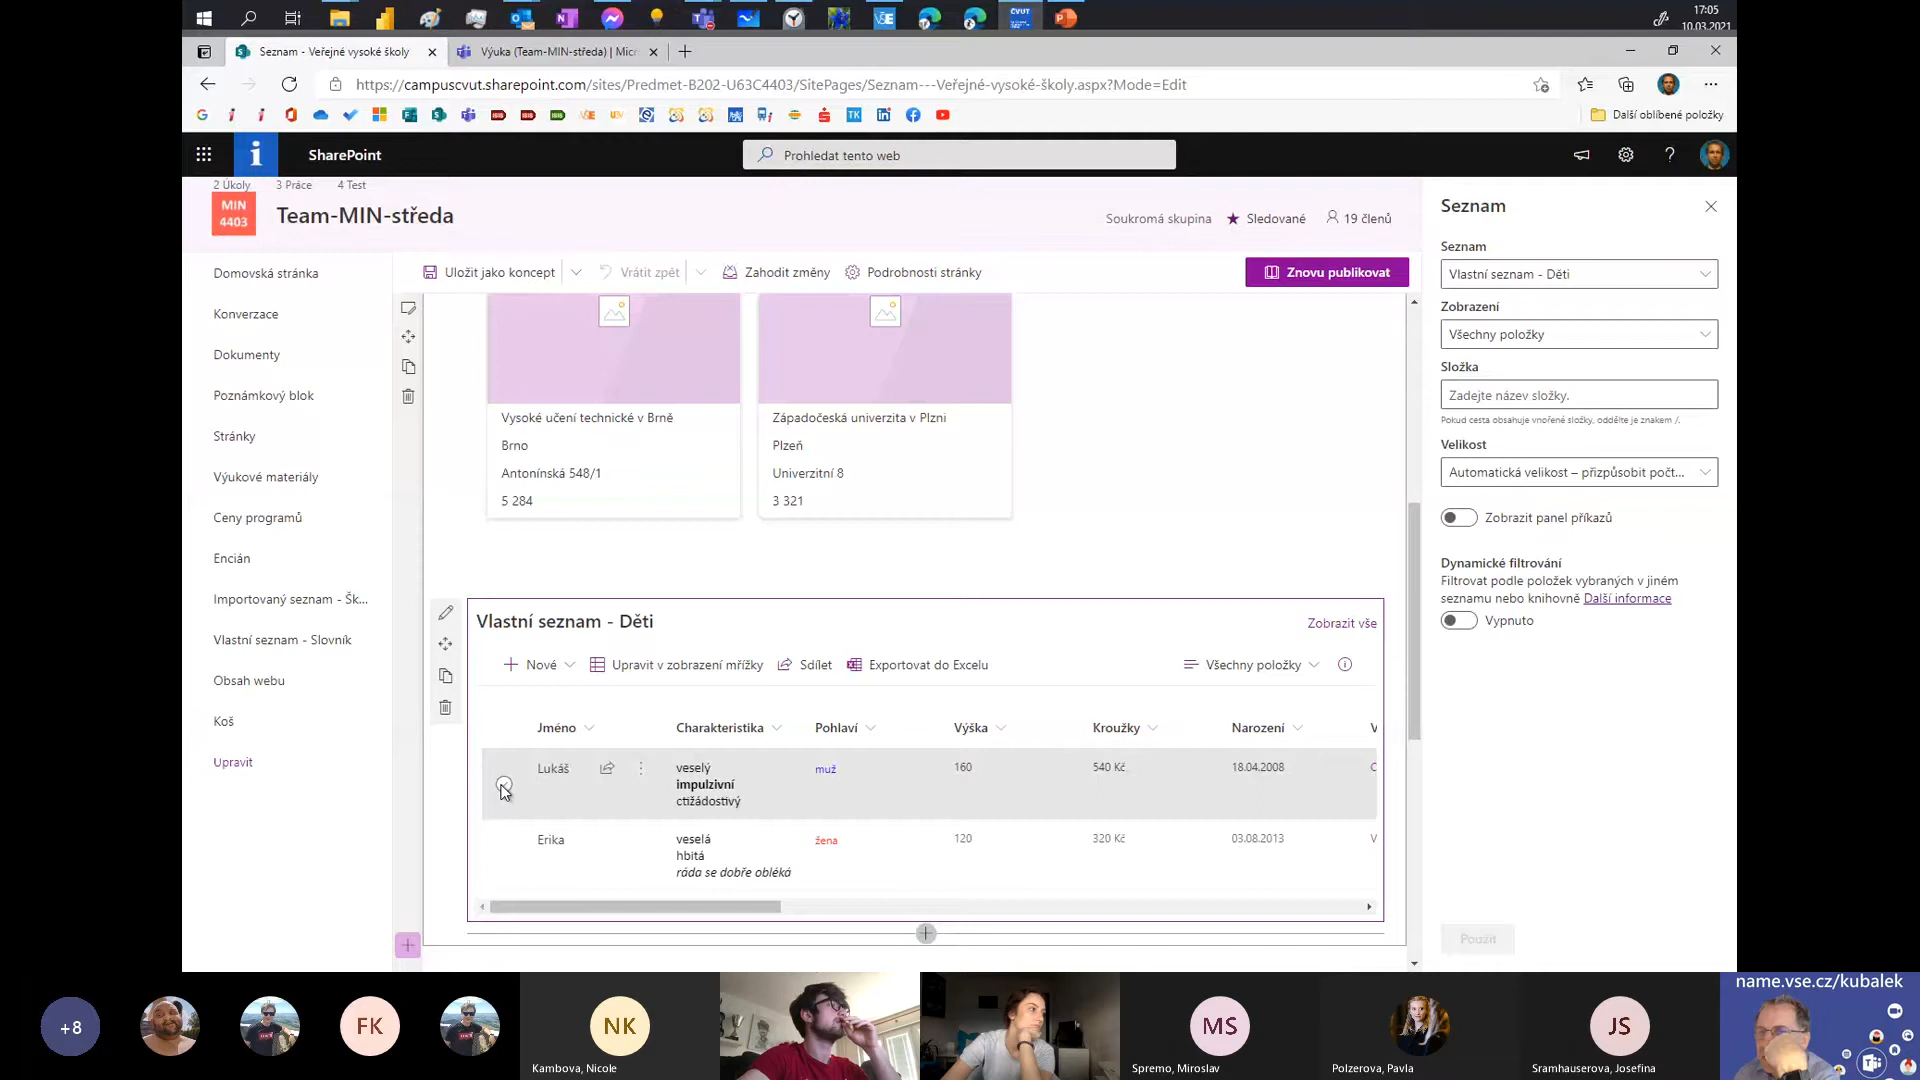 17:05
10.03.2021
Seznam - Veřejné vysoké školy
Výuka (Team-MIN-středa) | Micr
https://campuscvut.sharepoint.com/sites/Predmet-B202-U63C4403/SitePages/Seznam---Veřejné-vysoké-školy.aspx?Mode=Edit
Další oblíbené položky
SharePoint
Prohledat tento web
2 Úkoly 3 Práce 4 Test
MIN
4403
Team-MIN-středa
Soukromá skupina
Sledované
19 členů
Domovská stránka
Konverzace
Dokumenty
Poznámkový blok
Stránky
Výukové materiály
Ceny programů
Encián
Importovaný seznam - Šk...
Vlastní seznam - Slovník
Obsah webu
Koš
Upravit
Uložit jako koncept
Vrátit zpět
Zahodit změny
Podrobnosti stránky
Znovu publikovat
Vysoké učení technické v Brně
Brno
Antonínská 548/1
5 284
Západočeská univerzita v Plzni
Plzeň
Univerzitní 8
3 321
Vlastní seznam - Děti
Zobrazit vše
Nové
Upravit v zobrazení mřížky
Sdílet
Exportovat do Excelu
Všechny položky
Jméno Charakteristika Pohlaví Výška Kroužky Narození V
Lukáš
veselý
impulzivní
ctižádostivý
muž
160
540 Kč
18.04.2008
Erika
veselá
hbitá
ráda se dobře obléká
žena
120
320 Kč
03.08.2013
V
Seznam
Seznam
Vlastní seznam - Děti
Zobrazení
Všechny položky
Složka
Zadejte název složky.
Pokud cesta obsahuje vnořené složky, oddělte je znakem /.
Velikost
Automatická velikost – přizpůsobit počt...
Zobrazit panel příkazů
Dynamické filtrování
Filtrovat podle položek vybraných v jiném
seznamu nebo knihovně Další informace
Vypnuto
Použít
+8
FK
NK
Kambova, Nicole
MS
Spremo, Miroslav
Polzerova, Pavla
JS
Sramhauserova, Josefina
name.vse.cz/kubalek